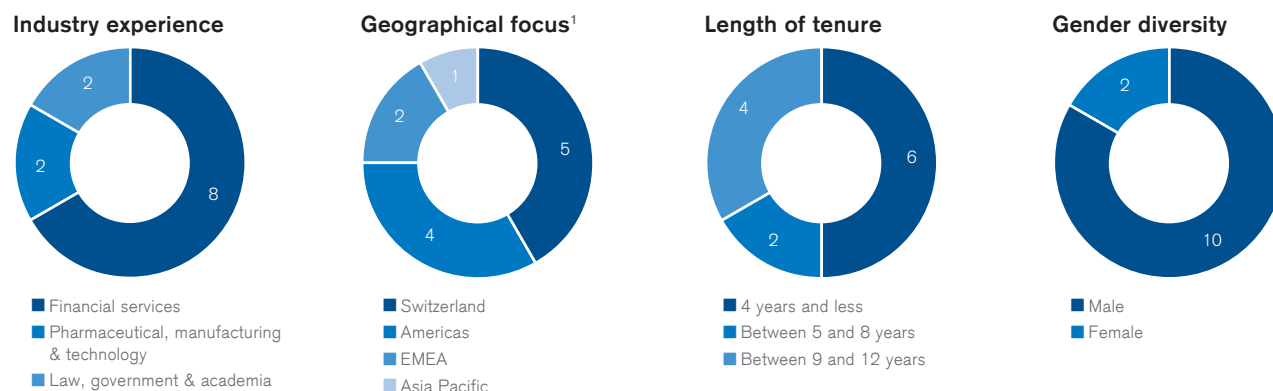 Industry experience
2
2
8
Financial services
Pharmaceutical, manufacturing
& technology
Law, government & academia
Geographical focus¹
1
2
5
4
Switzerland
Americas
EMEA
Asia Pacific
Length of tenure
4
6
2
4 years and less
Between 5 and 8 years
Between 9 and 12 years
Gender diversity
2
10
Male
Female